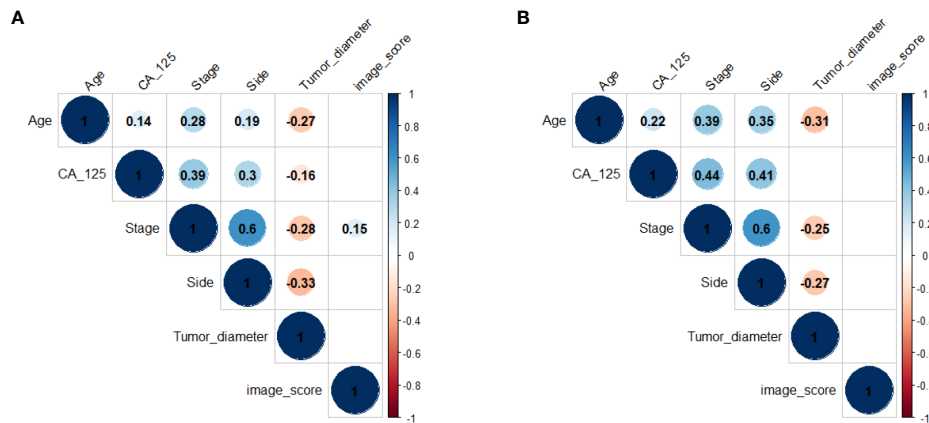 A
Age CA_125 Stage Side Tumor_diameter image_score
Age 1 0.14 0.28 0.19 -0.27
CA_125 1 0.39 0.3 -0.16
Stage 1 0.6 -0.28 0.15
Side 1 -0.33
Tumor_diameter 1
image_score 1
1
0.8
0.6
0.4
0.2
0
-0.2
-0.4
-0.6
-0.8
-1
B
Age CA_125 Stage Side Tumor_diameter image_score
Age 1 0.22 0.39 0.35 -0.31
CA_125 1 0.44 0.41
Stage 1 0.6 -0.25
Side 1 -0.27
Tumor_diameter 1
image_score 1
1
0.8
0.6
0.4
0.2
0
-0.2
-0.4
-0.6
-0.8
-1